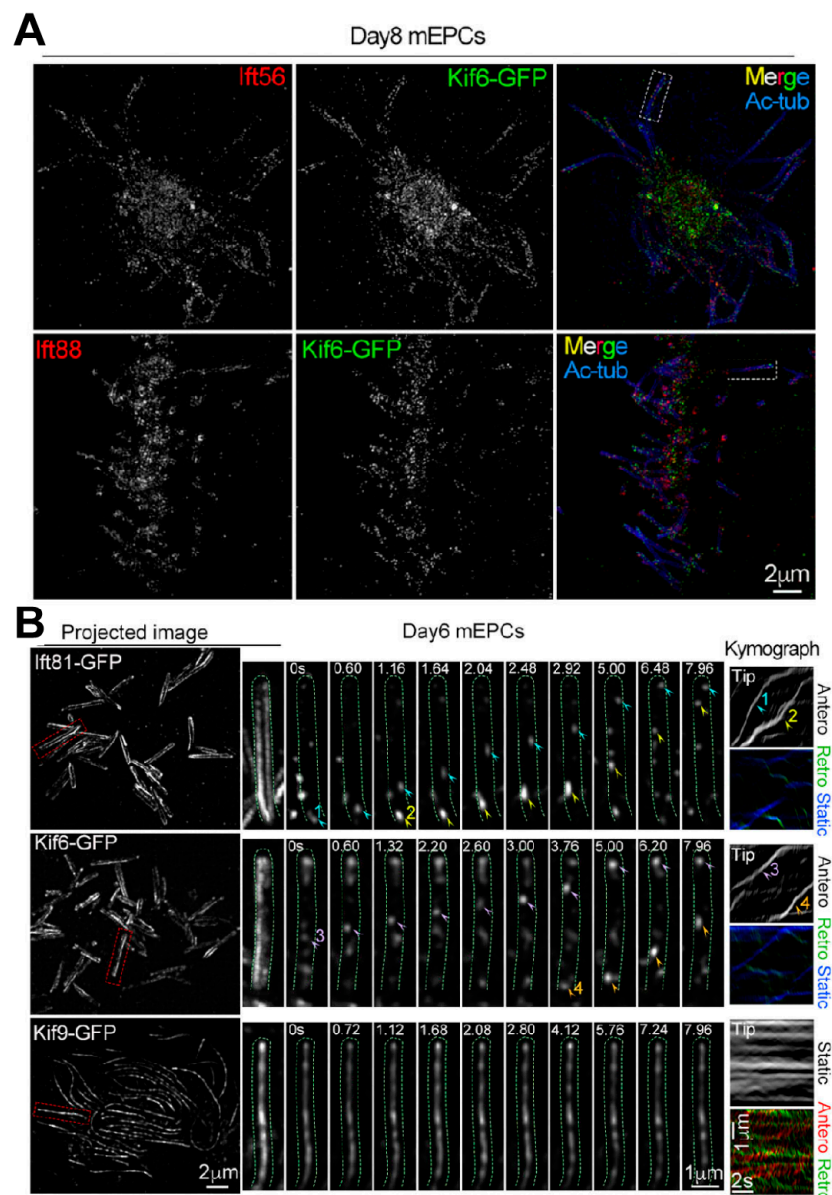 A
Day8 mEPCs
Ift56
Kif6-GFP
Merge
Ac-tub
Ift88
Kif6-GFP
Merge
Ac-tub
2μm
B
Projected image
Day6 mEPCs
Kymograph
Ift81-GFP
0s 0.60 1.16 1.64 2.04 2.48 2.92 5.00 6.48 7.96
Tip
1
2
1
2
Antero
Retro Static
Kif6-GFP
0s 0.60 1.32 2.20 2.60 3.00 3.76 5.00 6.20 7.96
Tip
3
4
3
4
Antero
Retro Static
Kif9-GFP
0s 0.72 1.12 1.68 2.08 2.80 4.12 5.76 7.24 7.96
Tip
Static
Antero Retro
2μm
1μm
1μm
2s